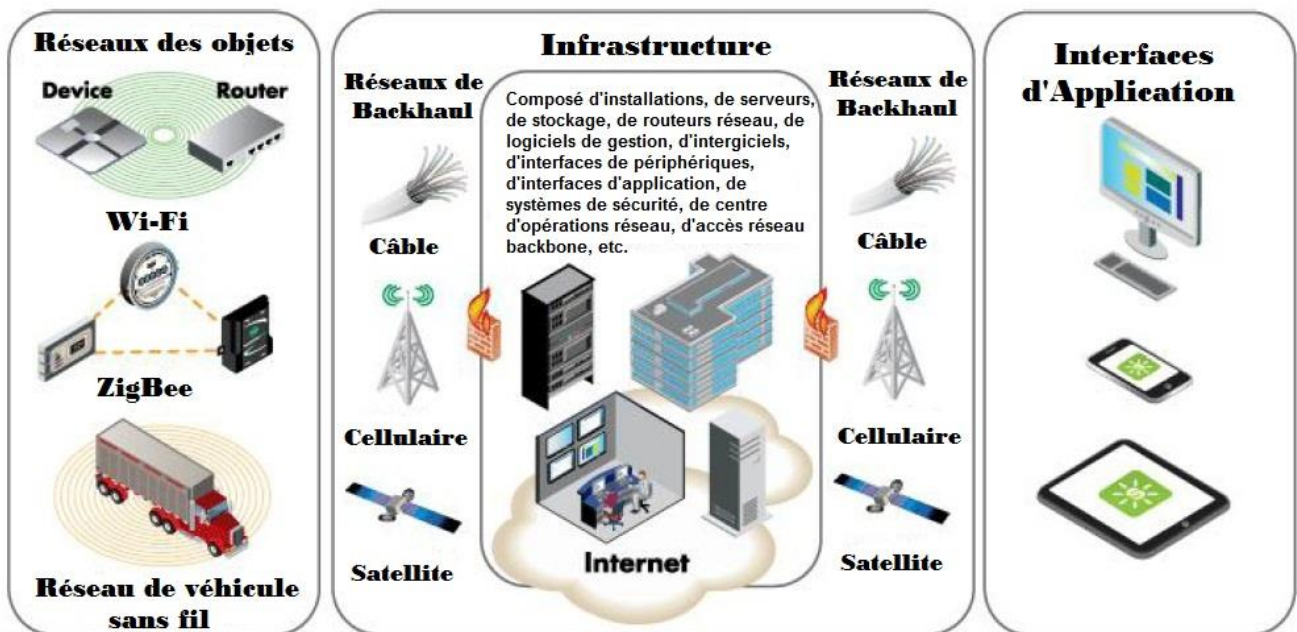 Réseaux des objets
Device
Router
Wi-Fi
ZigBee
Réseau de véhicule
sans fil
Infrastructure
Réseaux de
Backhaul
Câble
Cellulaire
Satellite
Composé d'installations, de serveurs,
de stockage, de routeurs réseau, de
logiciels de gestion, d'intergiciels,
d'interfaces de périphériques,
d'interfaces d'application, de
systèmes de sécurité, de centre
d'opérations réseau, d'accès réseau
backbone, etc.
Internet
Réseaux de
Backhaul
Câble
Cellulaire
Satellite
Interfaces
d'Application